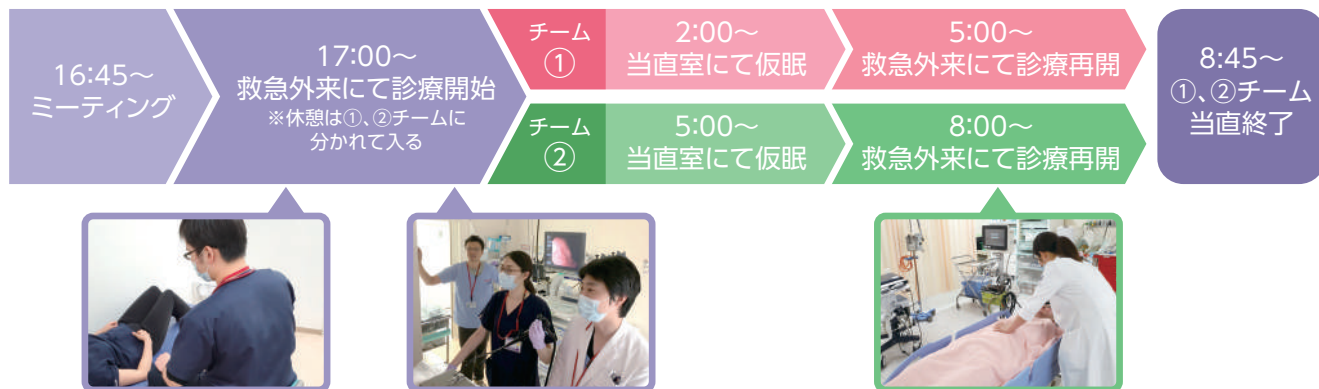 16:45～
ミーティング
17:00～
救急外来にて診療開始
※休憩は①、②チームに
分かれて入る
チーム
①
2:00～
当直室にて仮眠
5:00～
救急外来にて診療再開
チーム
②
5:00～
当直室にて仮眠
8:00～
救急外来にて診療再開
8:45～
①、②チーム
当直終了